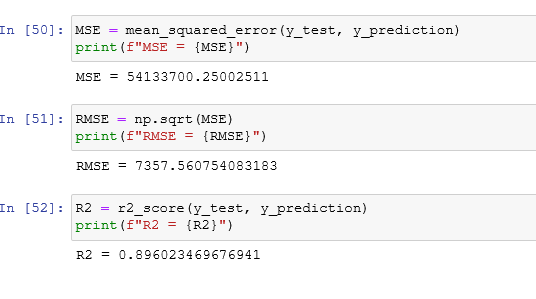 In [50]: MSE = mean_squared_error(y_test, y_prediction)
print(f"MSE = {MSE}")
MSE = 54133700.25002511
In [51]: RMSE = np.sqrt(MSE)
print(f"RMSE = {RMSE}")
RMSE = 7357.560754083183
In [52]: R2 = r2_score(y_test, y_prediction)
print(f"R2 = {R2}")
R2 = 0.896023469676941